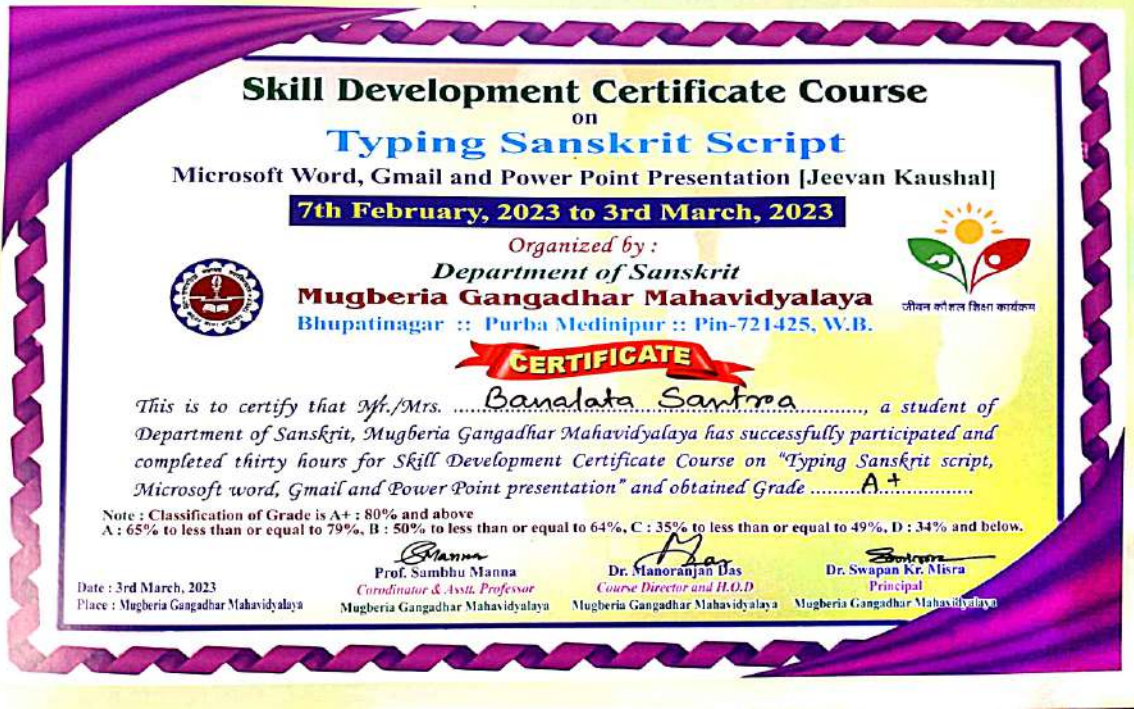 Skill Development Certificate Course
on
Typing Sanskrit Script
Microsoft Word, Gmail and Power Point Presentation [Jeevan Kaushal]
7th February, 2023 to 3rd March, 2023
Organized by :
Department of Sanskrit
Mugberia Gangadhar Mahavidyalaya
Bhupatinagar :: Purba Medinipur :: Pin-721425, W.B.
जीवन कौशल शिक्षा कार्यक्रम
CERTIFICATE
This is to certify that Mr./Mrs. Banalata Santroa, a student of
Department of Sanskrit, Mugberia Gangadhar Mahavidyalaya has successfully participated and
completed thirty hours for Skill Development Certificate Course on "Typing Sanskrit script,
Microsoft word, Gmail and Power Point presentation" and obtained Grade A+
Note : Classification of Grade is A+ : 80% and above
A : 65% to less than or equal to 79%, B : 50% to less than or equal to 64%, C : 35% to less than or equal to 49%, D : 34% and below.
Manna
Prof. Sambhu Manna
Corodinator & Asstt. Professor
Mugberia Gangadhar Mahavidyalaya
Dr. Manoranjan Das
Course Director and H.O.D
Mugberia Gangadhar Mahavidyalaya
Dr. Swapan Kr. Misra
Principal
Mugberia Gangadhar Mahavidyalaya
Date : 3rd March, 2023
Place : Mugberia Gangadhar Mahavidyalaya